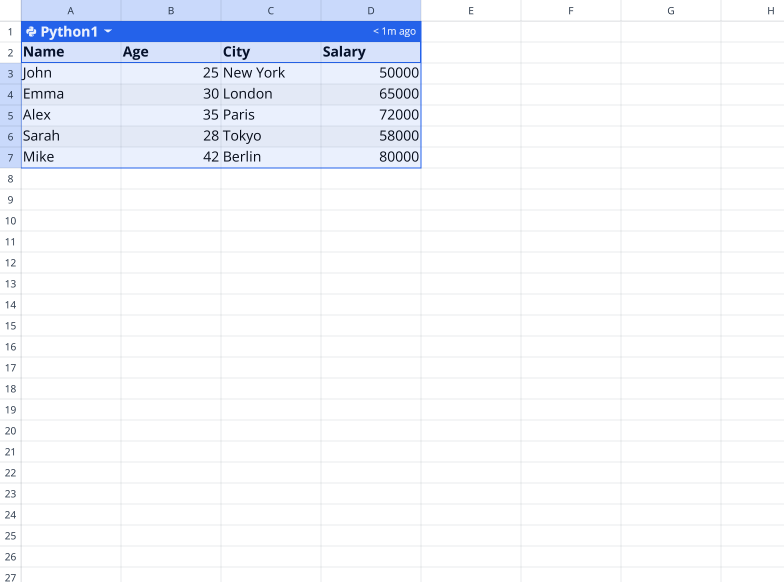 A B C D E F G H
1 Python1 < 1m ago
2 Name Age City Salary
3 John 25 New York 50000
4 Emma 30 London 65000
5 Alex 35 Paris 72000
6 Sarah 28 Tokyo 58000
7 Mike 42 Berlin 80000
8
9
10
11
12
13
14
15
16
17
18
19
20
21
22
23
24
25
26
27